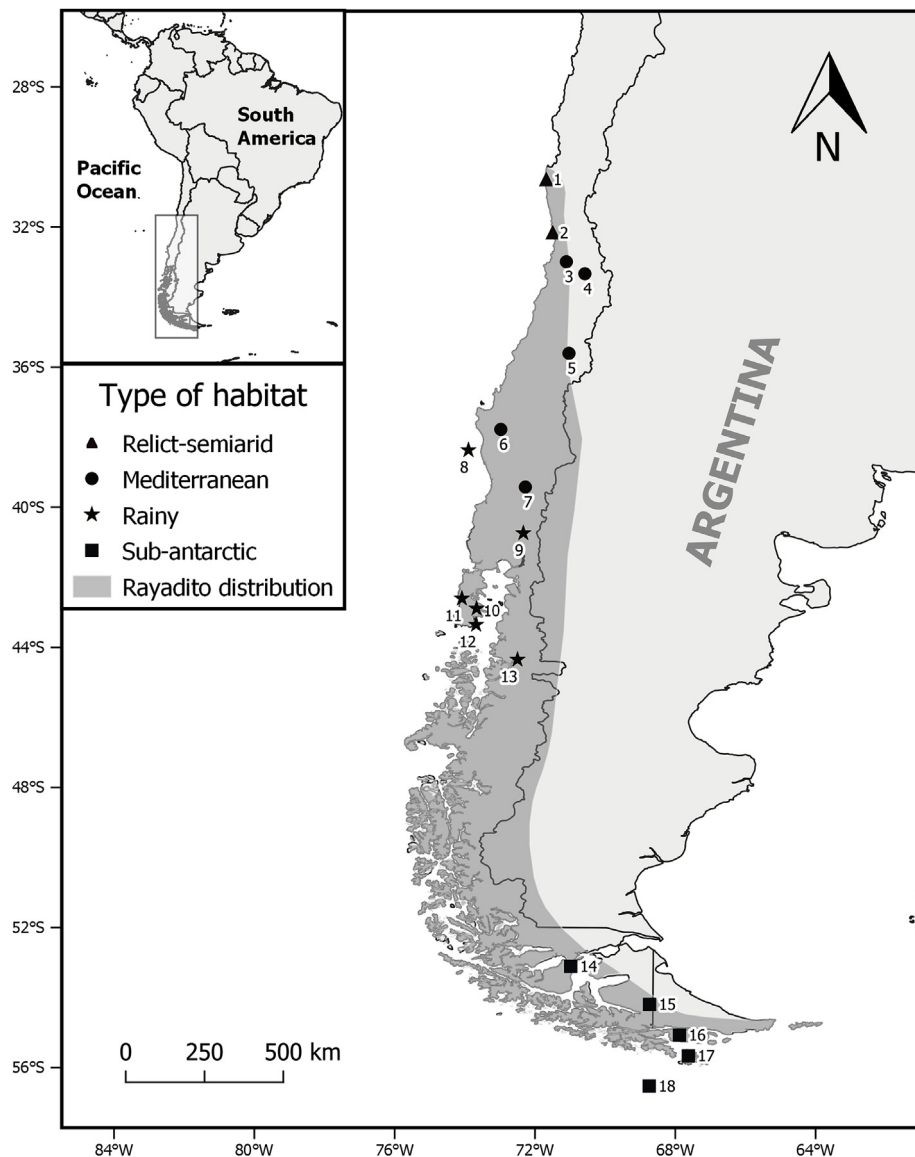 South
America
Pacific
Ocean.
Type of habitat
Relict-semiarid
Mediterranean
Rainy
Sub-antarctic
Rayadito distribution
N
ARGENTINA
1
2
3
4
5
6
7
8
9
10
11
12
13
14
15
16
17
18
28°S
32°S
36°S
40°S
44°S
48°S
52°S
56°S
0 250 500 km
84°W 80°W 76°W 72°W 68°W 64°W